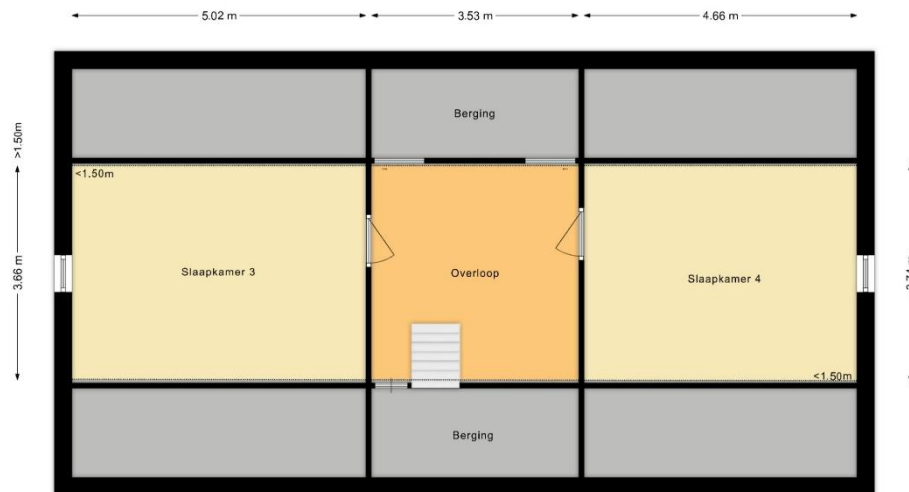 5.02 m
3.53 m
4.66 m
Berging
>1.50m
<1.50m
3.66 m
Slaapkamer 3
Overloop
Slaapkamer 4
<1.50m
Berging